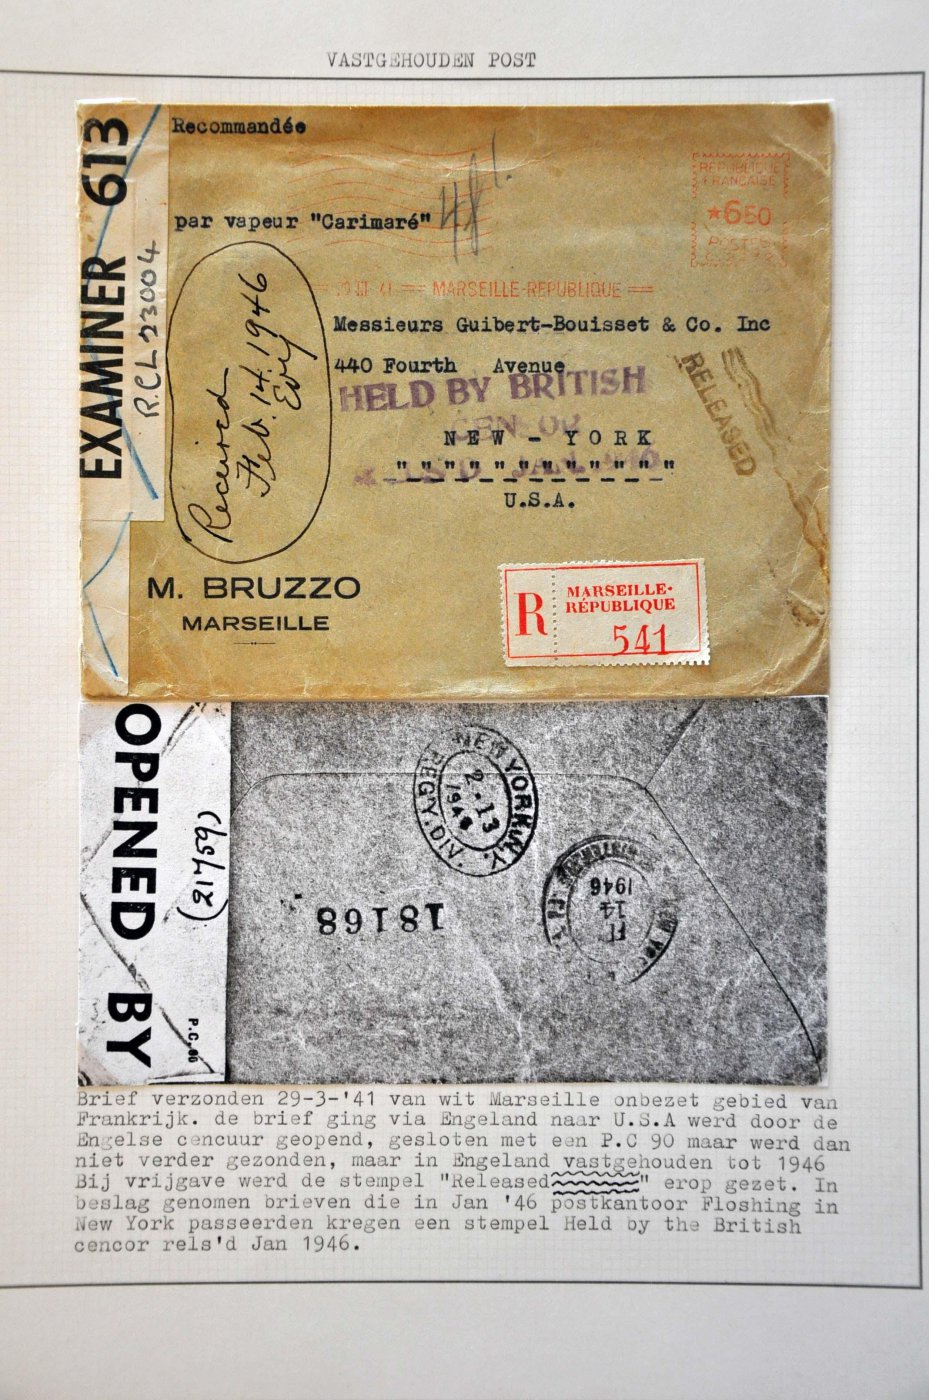 VASTGEHOUDEN POST
EXAMINER 613
R.CL 23004
Recommandée
par vapeur "Carimaré"
RÉPUBLIQUE
FRANÇAISE
*650
POSTES
MARSEILLE-RÉPUBLIQUE
Received
Feb. 14. 1946
Messieurs Guibert-Bouisset & Co. Inc
440 Fourth Avenue
HELD BY BRITISH
NEW - YORK
U.S.A.
RELEASED
M. BRUZZO
MARSEILLE
R
MARSEILLE-
RÉPUBLIQUE
541
OPENED BY
P.C. 90
(21759)
NEW YORK, N.Y.
REGY. DIV.
2-13
1946
18168
FE
14
1946
Brief verzonden 29-3-'41 van wit Marseille onbezet gebied van
Frankrijk. de brief ging via Engeland naar U.S.A werd door de
Engelse cencuur geopend, gesloten met een P.C 90 maar werd dan
niet verder gezonden, maar in Engeland vastgehouden tot 1946
Bij vrijgave werd de stempel "Released" erop gezet. In
beslag genomen brieven die in Jan '46 postkantoor Floshing in
New York passeerden kregen een stempel Held by the British
cencor rels'd Jan 1946.